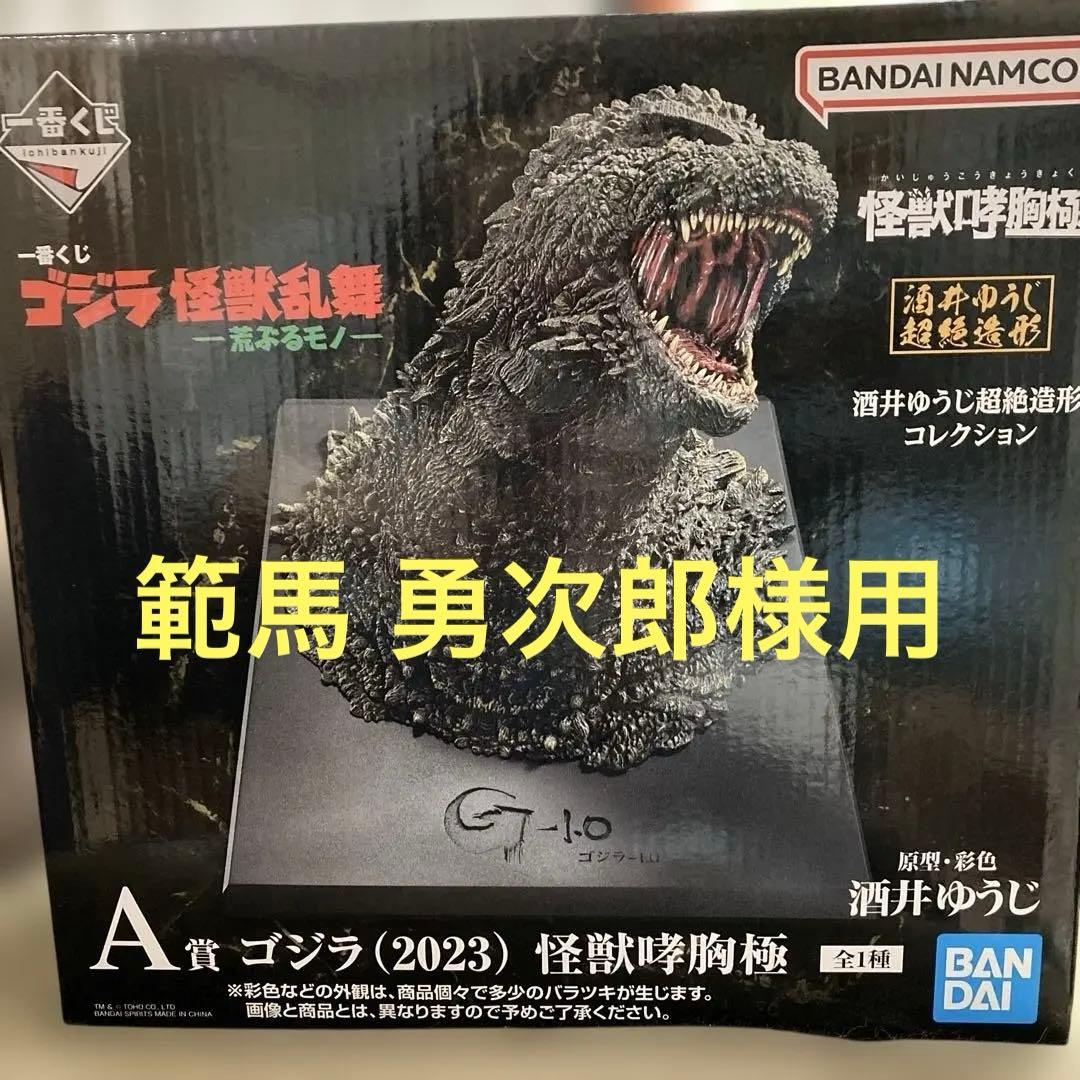 一番くじ
ichibankuji
BANDAI NAMCO
かいじゅうこうきょうきょく
怪獣哮胸極
一番くじ
ゴジラ 怪獣乱舞
―荒ぶるモノ―
酒井ゆうじ
超絶造形
酒井ゆうじ超絶造形
コレクション
範馬 勇次郎様用
G-1.0
ゴジラ-1.0
原型・彩色
酒井ゆうじ
A賞 ゴジラ(2023) 怪獣哮胸極 全1種
※彩色などの外観は、商品個々で多少のバラツキが生じます。
画像と商品とは、異なりますので予めご了承ください。
TM & © TOHO CO., LTD.
BANDAI SPIRITS MADE IN CHINA
BAN
DAI